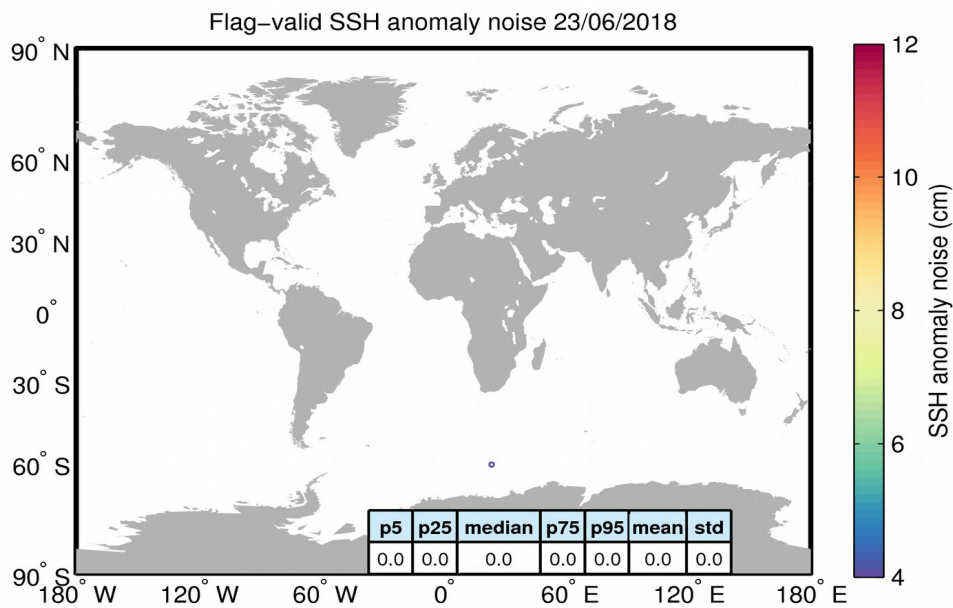 Flag−valid SSH anomaly noise 23/06/2018
90° N
60° N
30° N
0°
30° S
60° S
90° S
180° W 120° W 60° W 0° 60° E 120° E 180° E
p5 p25 median p75 p95 mean std
0.0 0.0 0.0 0.0 0.0 0.0 0.0
12
10
8
6
4
SSH anomaly noise (cm)